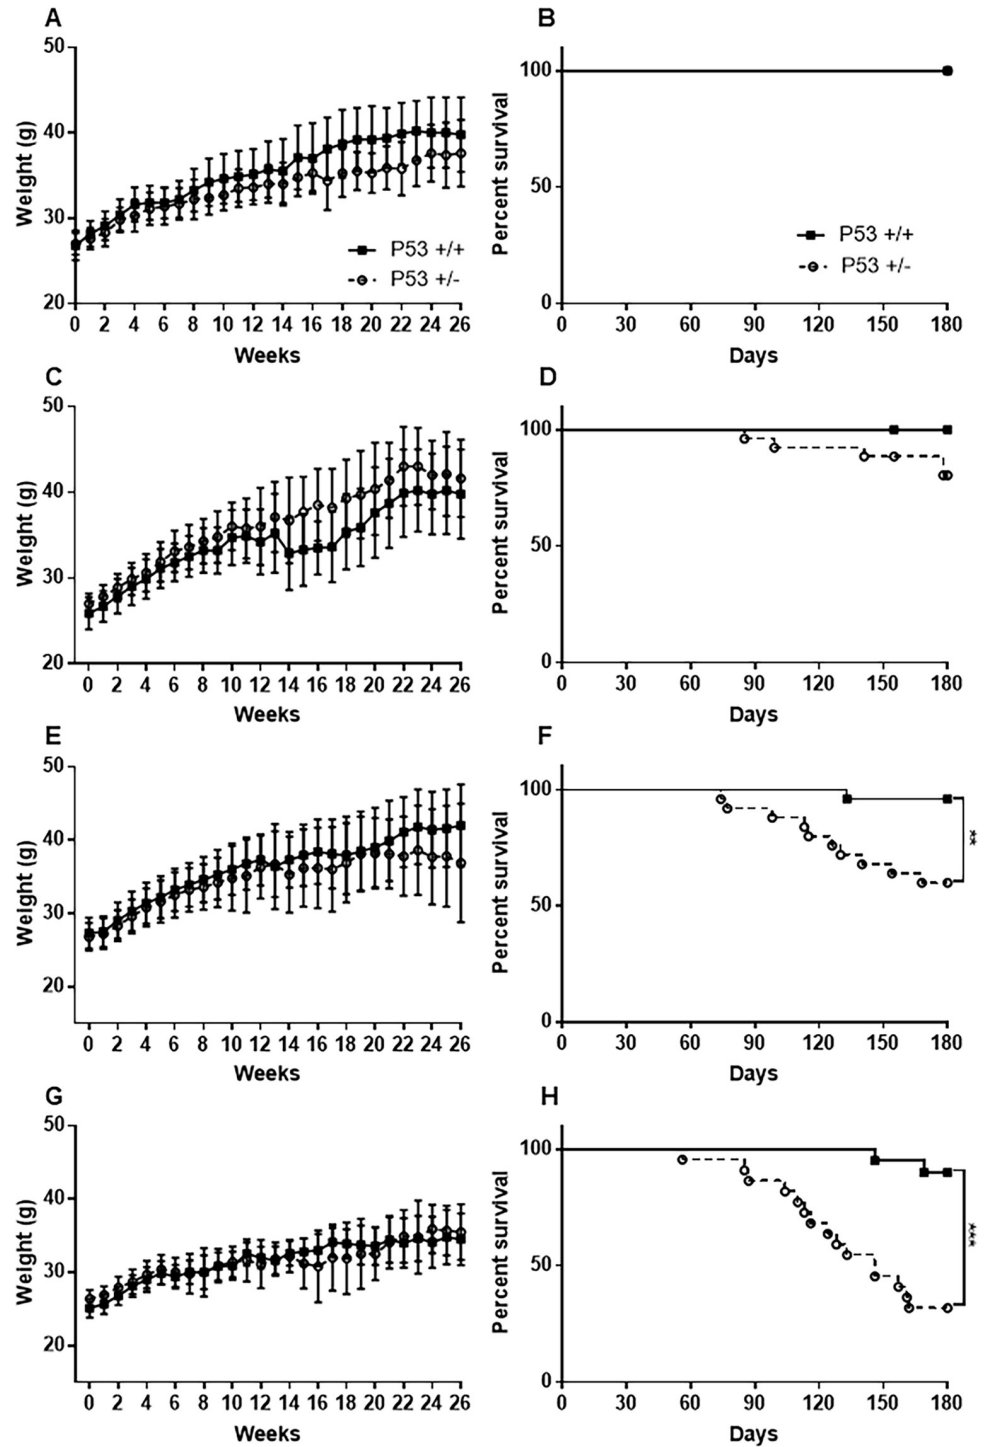 A
B
50
40
30
20
Weight (g)
P53 +/+
P53 +/-
0 2 4 6 8 10 12 14 16 18 20 22 24 26
Weeks
100
50
0
Percent survival
P53 +/+
P53 +/-
0 30 60 90 120 150 180
Days
C
D
50
40
30
20
Weight (g)
0 2 4 6 8 10 12 14 16 18 20 22 24 26
Weeks
100
50
0
Percent survival
0 30 60 90 120 150 180
Days
E
F
50
40
30
20
Weight (g)
0 2 4 6 8 10 12 14 16 18 20 22 24 26
Weeks
100
50
0
Percent survival
**
0 30 60 90 120 150 180
Days
G
H
50
40
30
20
Weight (g)
0 2 4 6 8 10 12 14 16 18 20 22 24 26
Weeks
100
50
0
Percent survival
***
0 30 60 90 120 150 180
Days